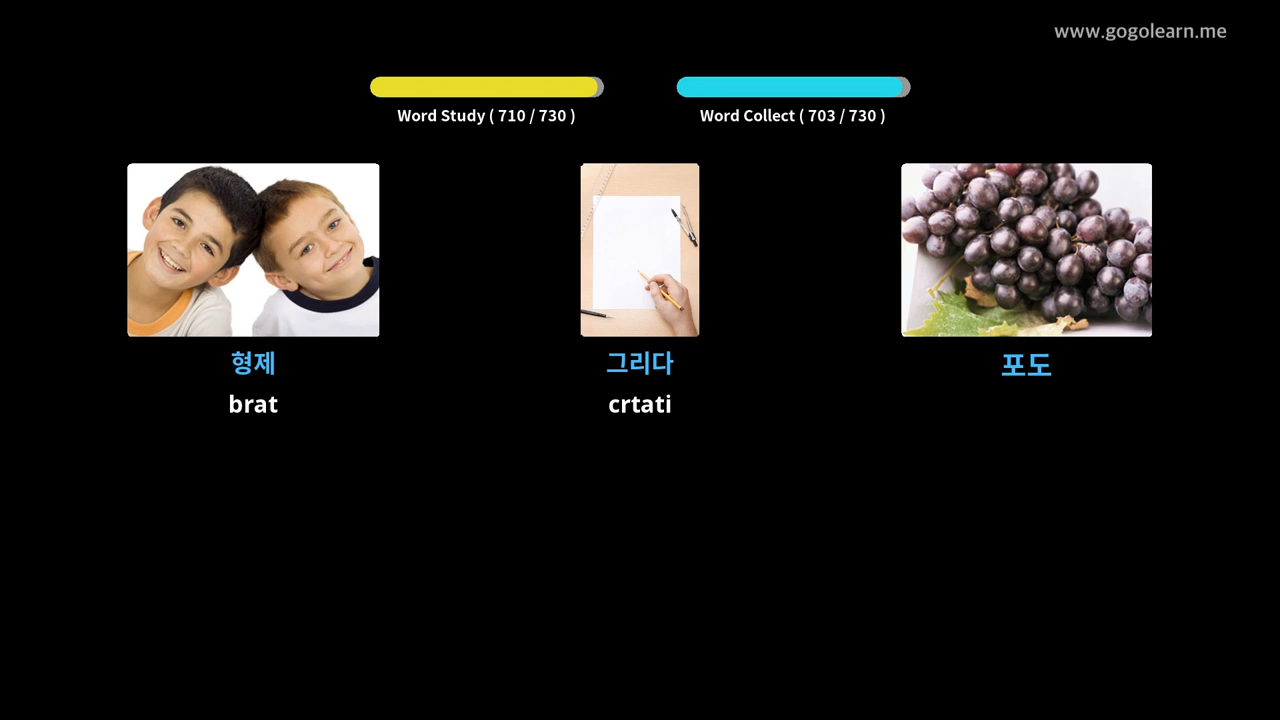 www.gogolearn.me
Word Study ( 710 / 730 )
Word Collect ( 703 / 730 )
형제
그리다
포도
brat
crtati